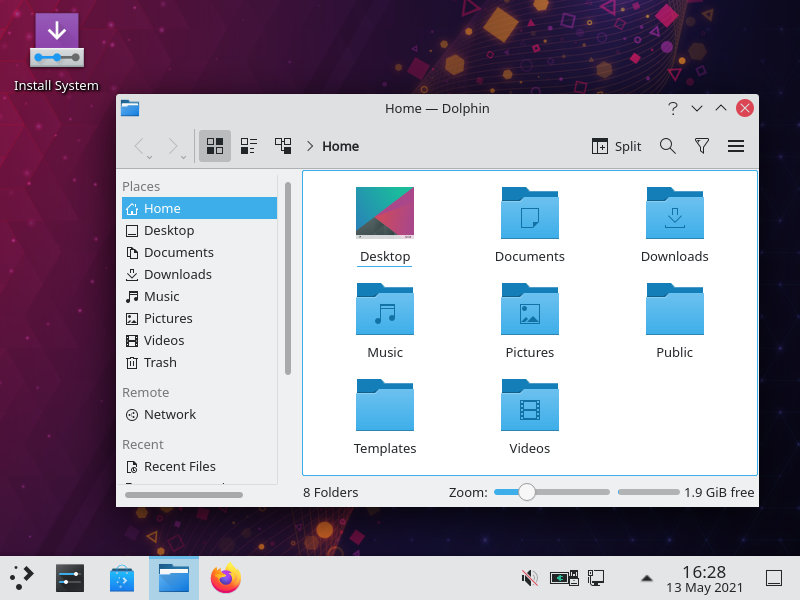 Install System
Home — Dolphin
Home
Split
Places
Home
Desktop
Documents
Downloads
Music
Pictures
Videos
Trash
Remote
Network
Recent
Recent Files
Desktop
Documents
Downloads
Music
Pictures
Public
Templates
Videos
8 Folders
Zoom:
1.9 GiB free
16:28
13 May 2021